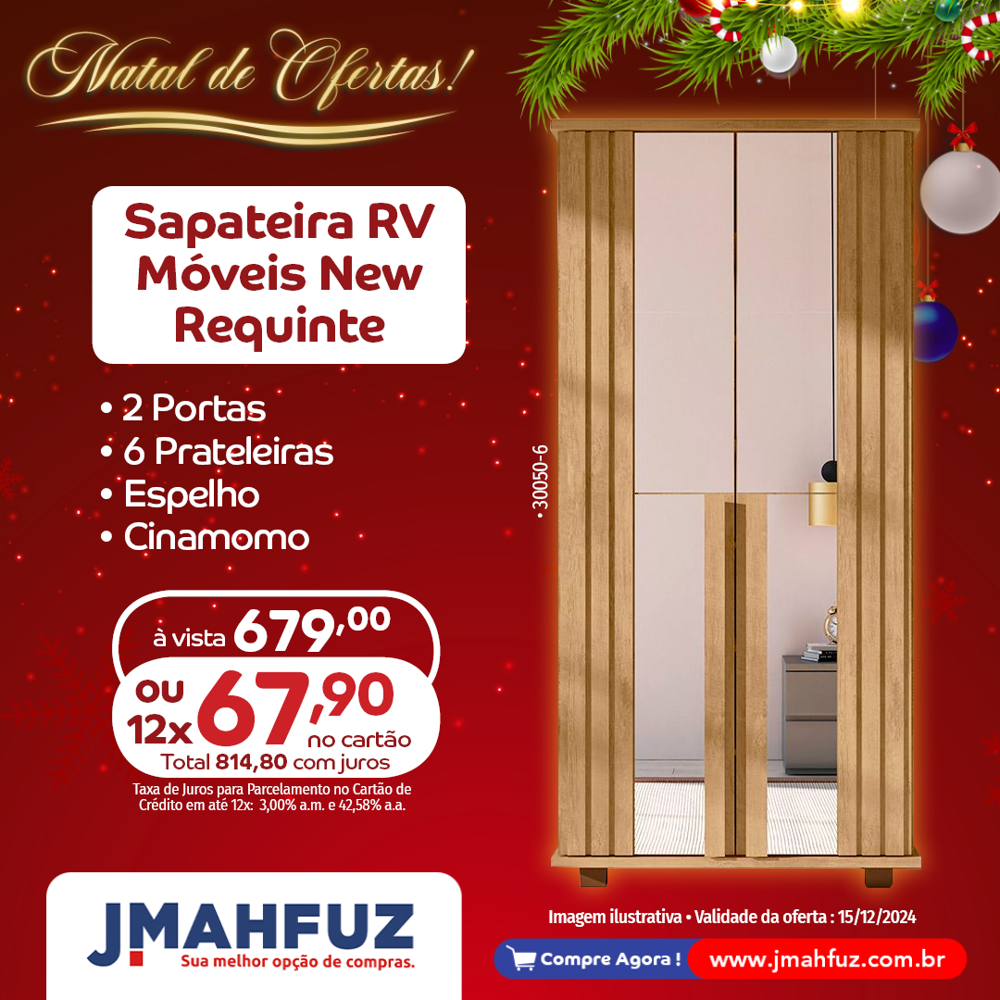 Natal de Ofertas!
Sapateira RV
Móveis New
Requinte
• 2 Portas
• 6 Prateleiras
• Espelho
• Cinamomo
• 30050-6
à vista 679,00
ou
12x 67,90
no cartão
Total 814,80 com juros
Taxa de Juros para Parcelamento no Cartão de
Crédito em até 12x: 3,00% a.m. e 42,58% a.a.
JMAHFUZ
Sua melhor opção de compras.
Imagem ilustrativa • Validade da oferta : 15/12/2024
Compre Agora !
www.jmahfuz.com.br